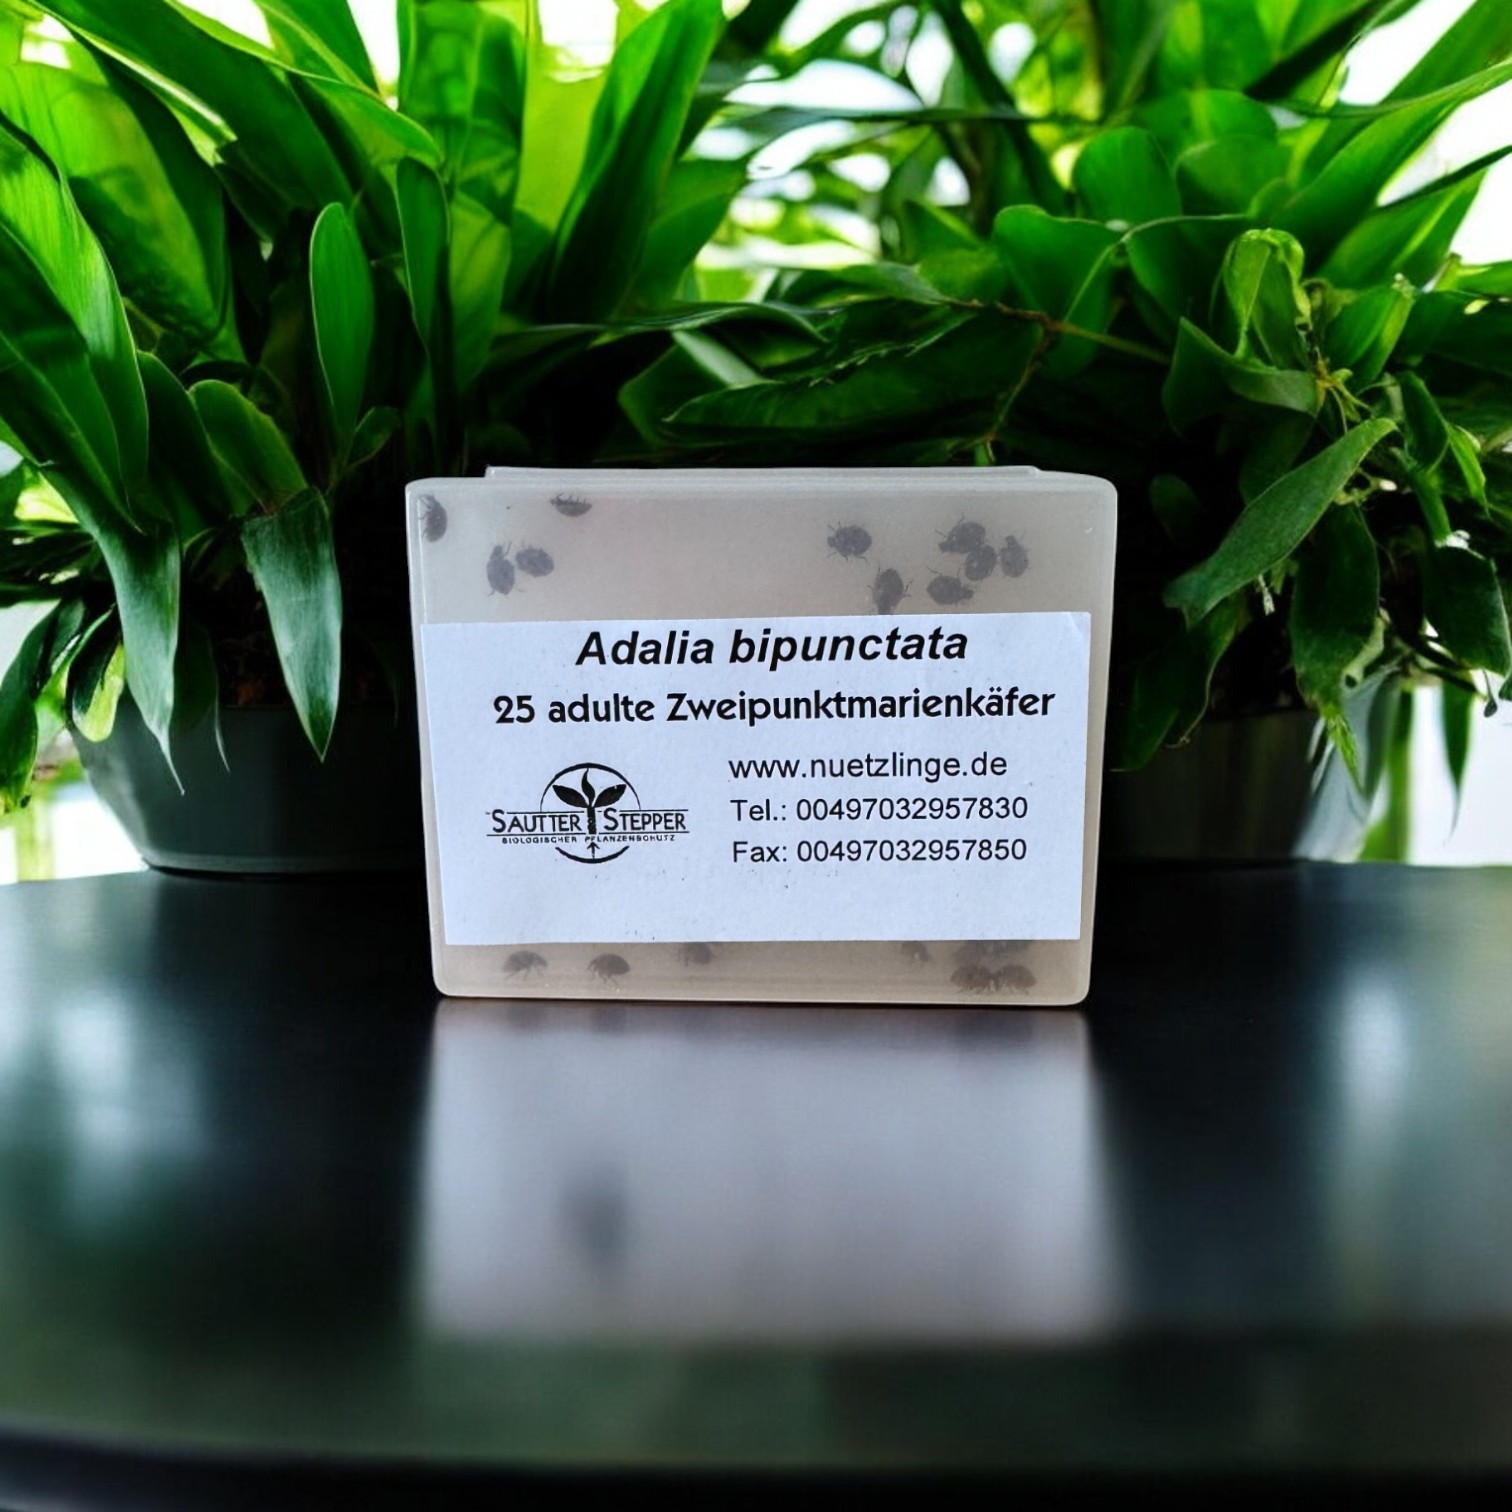 Adalia bipunctata
25 adulte Zweipunktmarienkäfer
www.nuetzlinge.de
Tel.: 00497032957830
Fax: 00497032957850
SAUTTER & STEPPER
BIOLOGISCHER PFLANZENSCHUTZ